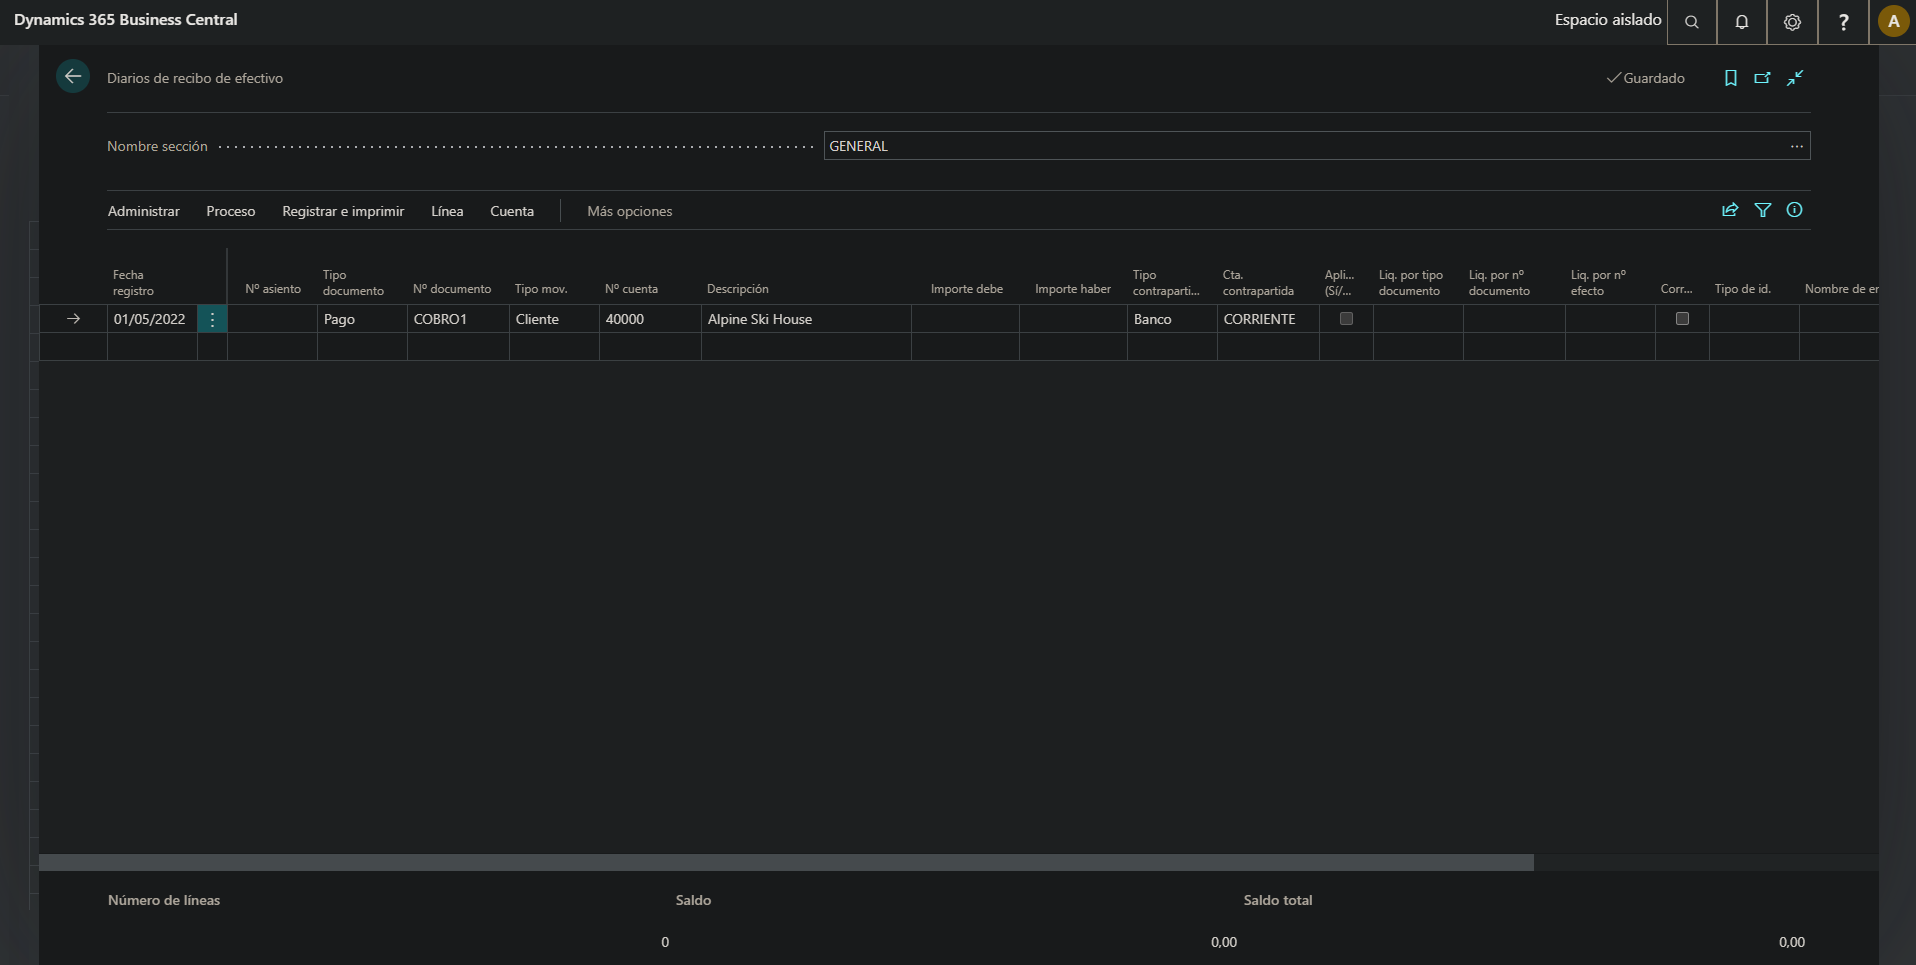 Dynamics 365 Business Central
Espacio aislado
?
A
Diarios de recibo de efectivo
Guardado
Nombre sección
GENERAL
...
Administrar Proceso Registrar e imprimir Línea Cuenta Más opciones
Fecha registro Nº asiento Tipo documento Nº documento Tipo mov. Nº cuenta Descripción Importe debe Importe haber Tipo contraparti... Cta. contrapartida Apli... (Sí/... Liq. por tipo documento Liq. por nº documento Liq. por nº efecto Corr... Tipo de id. Nombre de er
01/05/2022 Pago COBRO1 Cliente 40000 Alpine Ski House Banco CORRIENTE
Número de líneas Saldo Saldo total
0 0,00 0,00